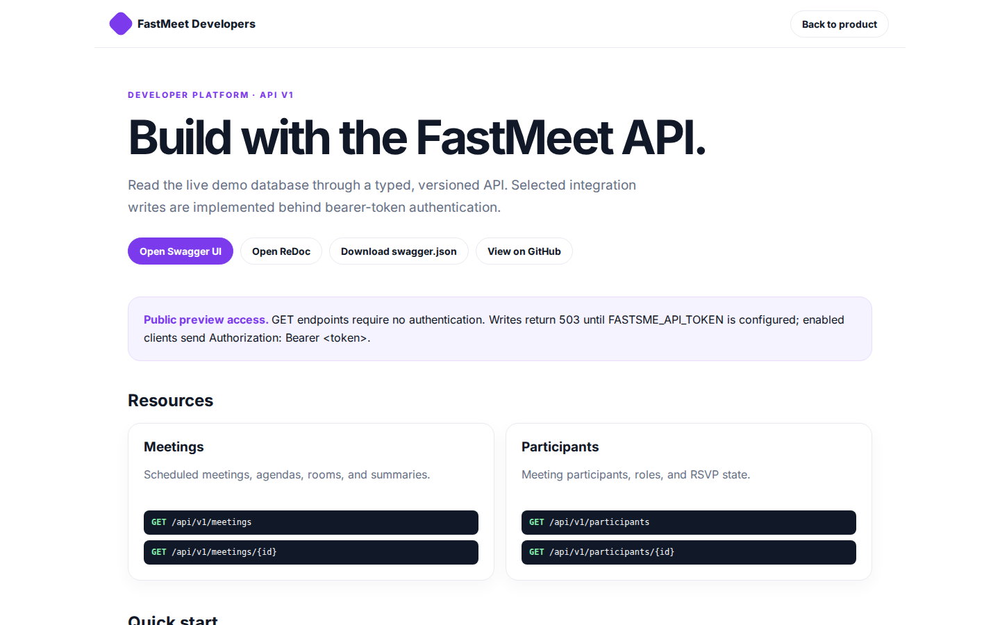 FastMeet Developers
Back to product
DEVELOPER PLATFORM · API V1
Build with the FastMeet API.
Read the live demo database through a typed, versioned API. Selected integration
writes are implemented behind bearer-token authentication.
Open Swagger UI
Open ReDoc
Download swagger.json
View on GitHub
Public preview access. GET endpoints require no authentication. Writes return 503 until FASTSME_API_TOKEN is configured; enabled
clients send Authorization: Bearer <token>.
Resources
Meetings
Scheduled meetings, agendas, rooms, and summaries.
GET /api/v1/meetings
GET /api/v1/meetings/{id}
Participants
Meeting participants, roles, and RSVP state.
GET /api/v1/participants
GET /api/v1/participants/{id}
Quick start